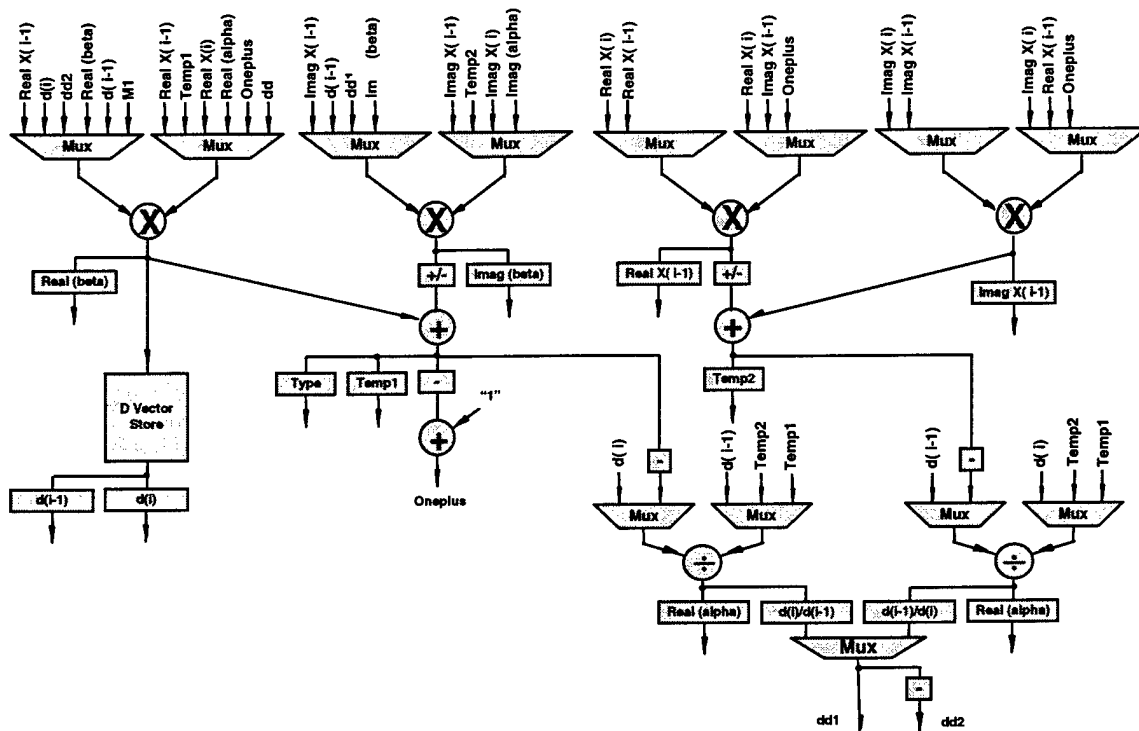 Real X( i-1)
d(i)
dd2
Real (beta)
d( i-1)
M1
Real X( i-1)
Temp1
Real X(i)
Real (alpha)
Oneplus
dd
Imag X( i-1)
d( i-1)
dd1
Im (beta)
Imag X( i-1)
Temp2
Imag X( i)
Imag (alpha)
Real X( i)
Real X( i-1)
Real X( i)
Imag X( i-1)
Oneplus
Imag X( i)
Imag X( i-1)
Imag X( i)
Real X( i-1)
Oneplus
Mux
Mux
Mux
Mux
Mux
Mux
Mux
Mux
X
X
X
X
Real (beta)
+/-
Imag (beta)
Real X( i-1)
+/-
Imag X( i-1)
+
+
Type
Temp1
-
Temp2
"1"
+
Oneplus
D Vector
Store
d(i-1)
d(i)
d( i)
-
d( i-1)
Temp2
Temp1
d( i-1)
-
d( i)
Temp2
Temp1
Mux
Mux
Mux
Mux
÷
÷
Real (alpha)
d(i)/d(i-1)
d(i-1)/d(i)
Real (alpha)
Mux
-
dd1
dd2